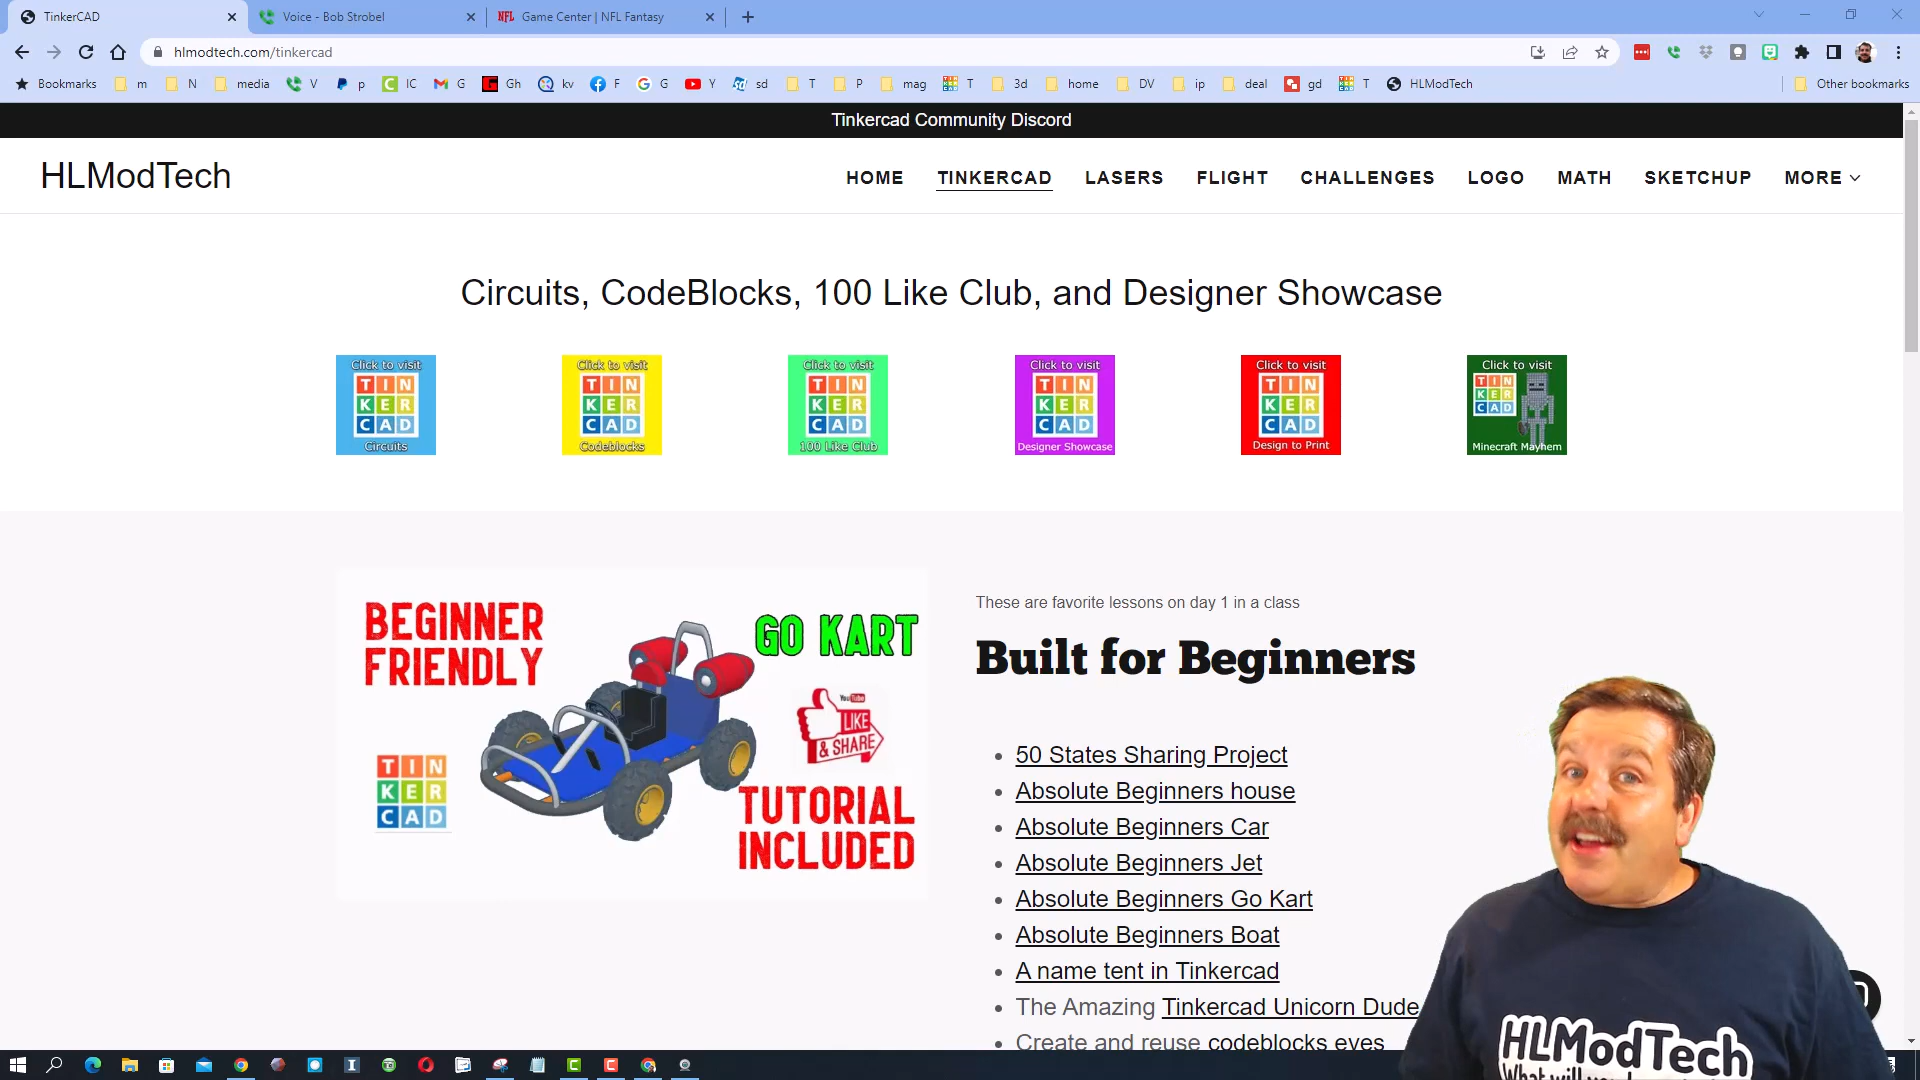 TinkerCAD
Voice - Bob Strobel
NFL Game Center | NFL Fantasy
hlmodtech.com/tinkercad
Bookmarks m N media V p IC G Gh kv F G Y sd T P mag T 3d home DV ip deal gd T HLModTech Other bookmarks
Tinkercad Community Discord
HLModTech
HOME TINKERCAD LASERS FLIGHT CHALLENGES LOGO MATH SKETCHUP MORE
Circuits, CodeBlocks, 100 Like Club, and Designer Showcase
Click to visit
TIN
KER
CAD
Circuits
Click to visit
TIN
KER
CAD
Codeblocks
Click to visit
TIN
KER
CAD
100 Like Club
Click to visit
TIN
KER
CAD
Designer Showcase
Click to visit
TIN
KER
CAD
Design to Print
Click to visit
TIN
KER
CAD
Minecraft Mayhem
BEGINNER
FRIENDLY
GO KART
YouTube
LIKE
& SHARE
TIN
KER
CAD
TUTORIAL
INCLUDED
These are favorite lessons on day 1 in a class
Built for Beginners
50 States Sharing Project
Absolute Beginners house
Absolute Beginners Car
Absolute Beginners Jet
Absolute Beginners Go Kart
Absolute Beginners Boat
A name tent in Tinkercad
The Amazing Tinkercad Unicorn Dude
Create and reuse codeblocks eyes
HLModTech
What will you